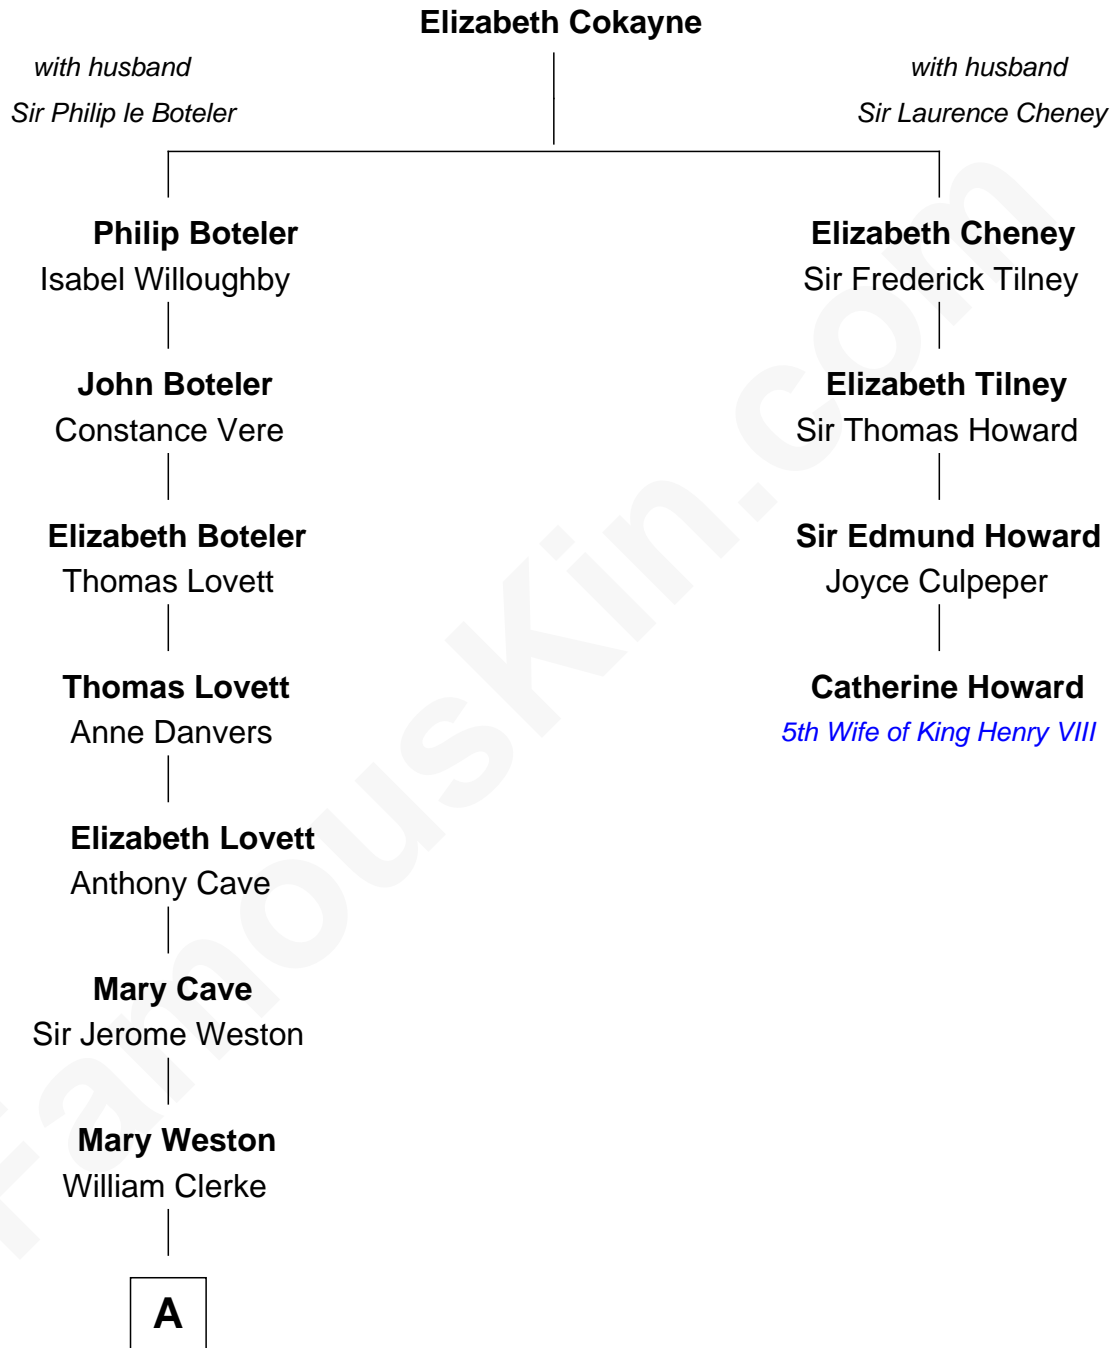 Elizabeth Cokayne
with husband
Sir Philip le Boteler
with husband
Sir Laurence Cheney
Philip Boteler
Isabel Willoughby
Elizabeth Cheney
Sir Frederick Tilney
John Boteler
Constance Vere
Elizabeth Tilney
Sir Thomas Howard
Elizabeth Boteler
Thomas Lovett
Sir Edmund Howard
Joyce Culpeper
Thomas Lovett
Anne Danvers
Catherine Howard
5th Wife of King Henry VIII
Elizabeth Lovett
Anthony Cave
Mary Cave
Sir Jerome Weston
Mary Weston
William Clerke
A
FamousKin.com